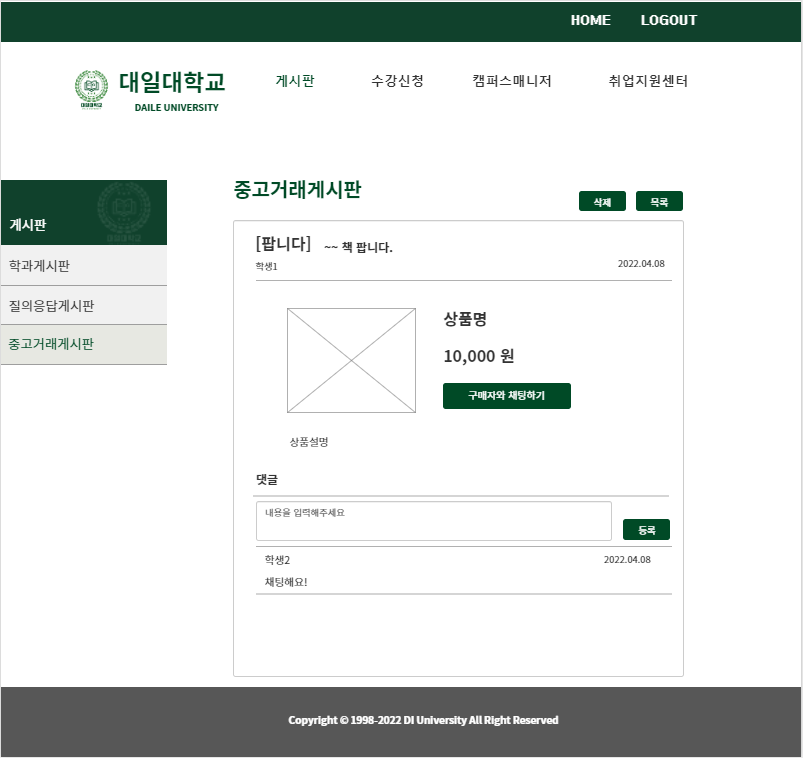 HOME LOGOUT
대일대학교
DAILE UNIVERSITY
게시판 수강신청 캠퍼스매니저 취업지원센터
게시판
학과게시판
질의응답게시판
중고거래게시판
중고거래게시판
삭제 목록
[팝니다] ~~ 책 팝니다.
학생1 2022.04.08
상품명
10,000 원
구매자와 채팅하기
상품설명
댓글
내용을 입력해주세요
등록
학생2 2022.04.08
채팅해요!
Copyright © 1998-2022 DI University All Right Reserved